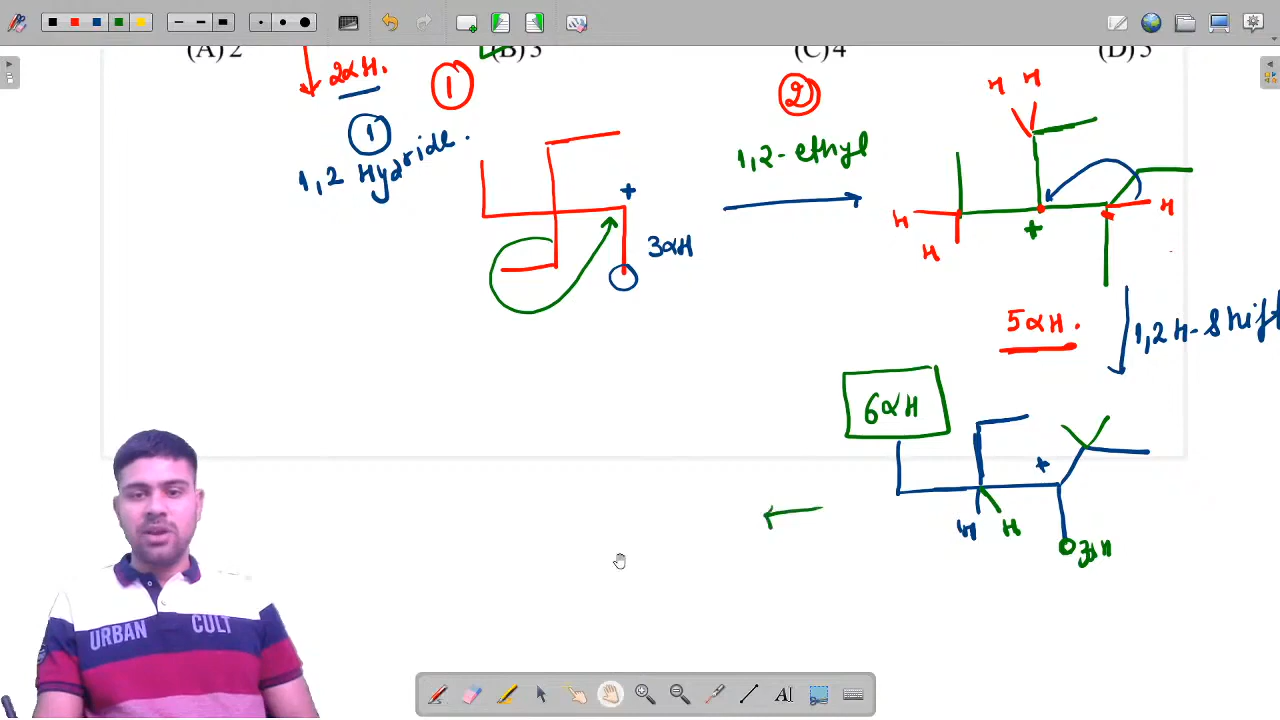 (A) 2
(B) 3
(C) 4
(D) 5
2αH.
1
1
1,2 Hydride.
+
3αH
2
1,2-ethyl
H H
H
H
H
+
5αH.
1,2 H-Shift
6αH
+
H
H
3αH
URBAN CULT
AI